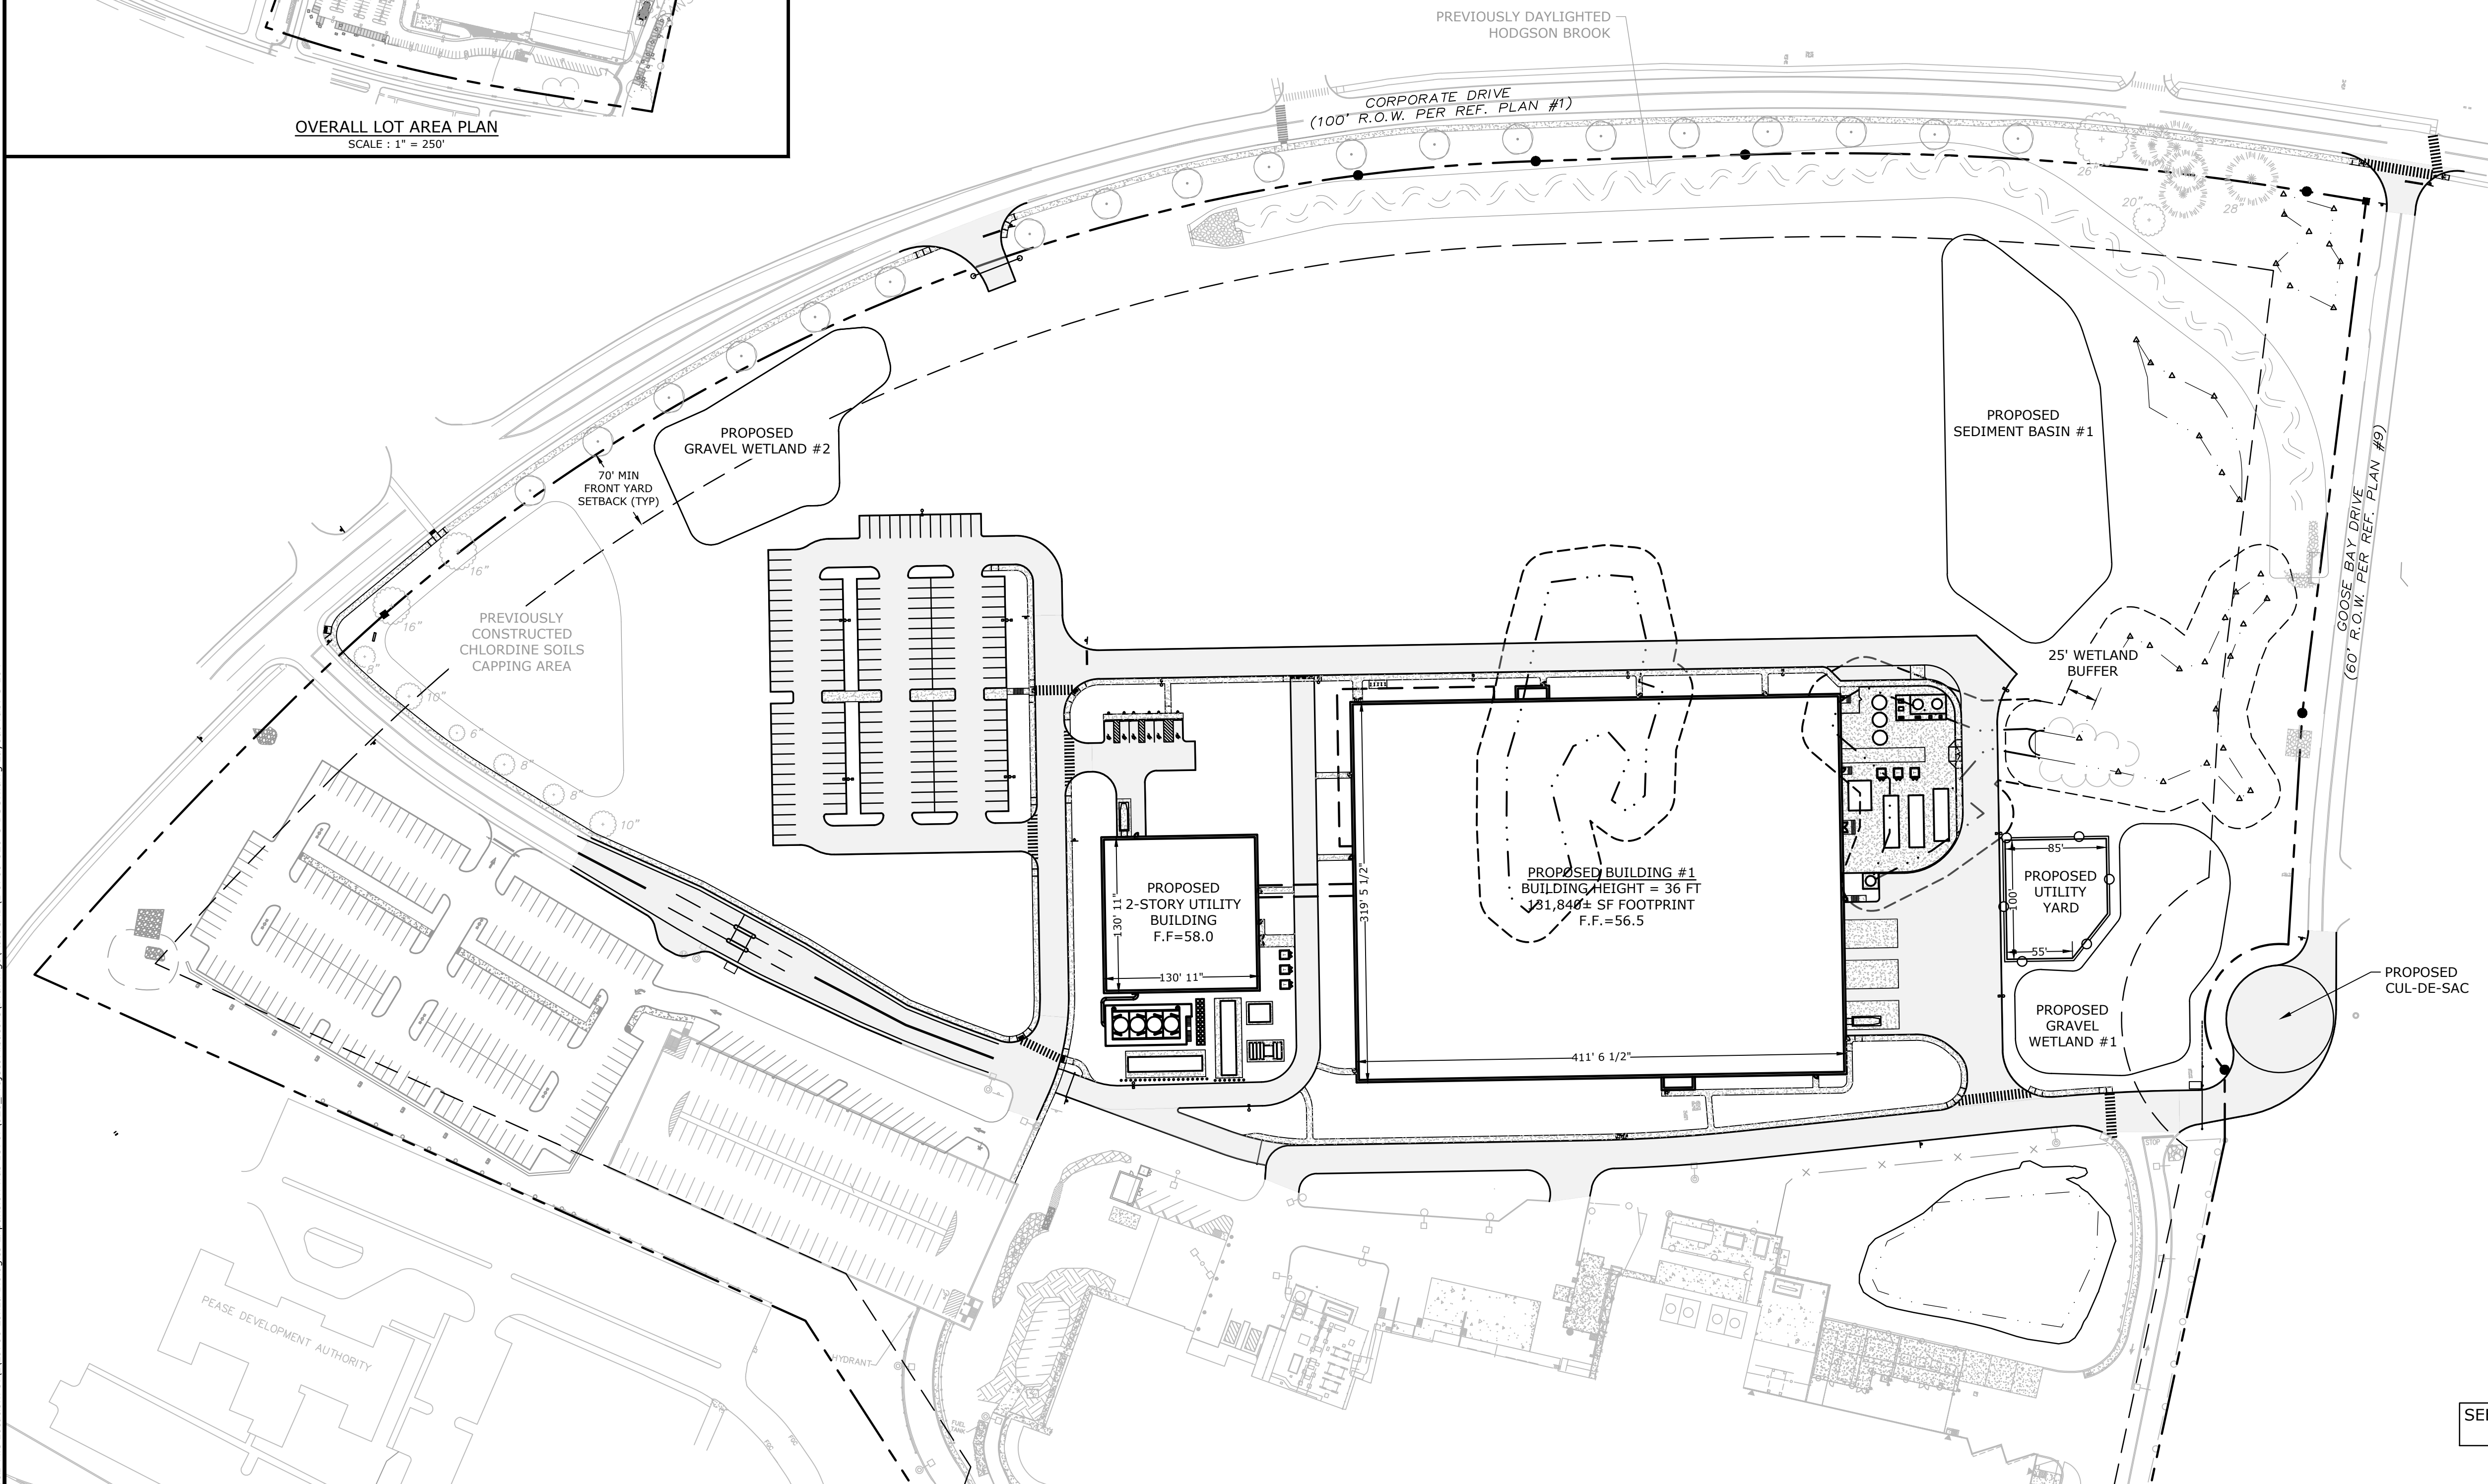 OVERALL LOT AREA PLAN
SCALE : 1" = 250'
PREVIOUSLY DAYLIGHTED
HODGSON BROOK
CORPORATE DRIVE
(100' R.O.W. PER REF. PLAN #1)
26"
20"
28"
PROPOSED
GRAVEL WETLAND #2
70' MIN
FRONT YARD
SETBACK (TYP)
PROPOSED
SEDIMENT BASIN #1
GOOSE BAY DRIVE
(60' R.O.W. PER REF. PLAN #9)
16"
16"
8"
10"
6"
8"
8"
10"
PREVIOUSLY
CONSTRUCTED
CHLORDINE SOILS
CAPPING AREA
25' WETLAND
BUFFER
PROPOSED
2-STORY UTILITY
BUILDING
F.F=58.0
130' 11"
130' 11"
PROPOSED BUILDING #1
BUILDING HEIGHT = 36 FT
131,840± SF FOOTPRINT
F.F.=56.5
319' 5 1/2"
411' 6 1/2"
85'
100'
55'
PROPOSED
UTILITY
YARD
PROPOSED
GRAVEL
WETLAND #1
PROPOSED
CUL-DE-SAC
STOP
PEASE DEVELOPMENT AUTHORITY
HYDRANT
FUEL
TANK